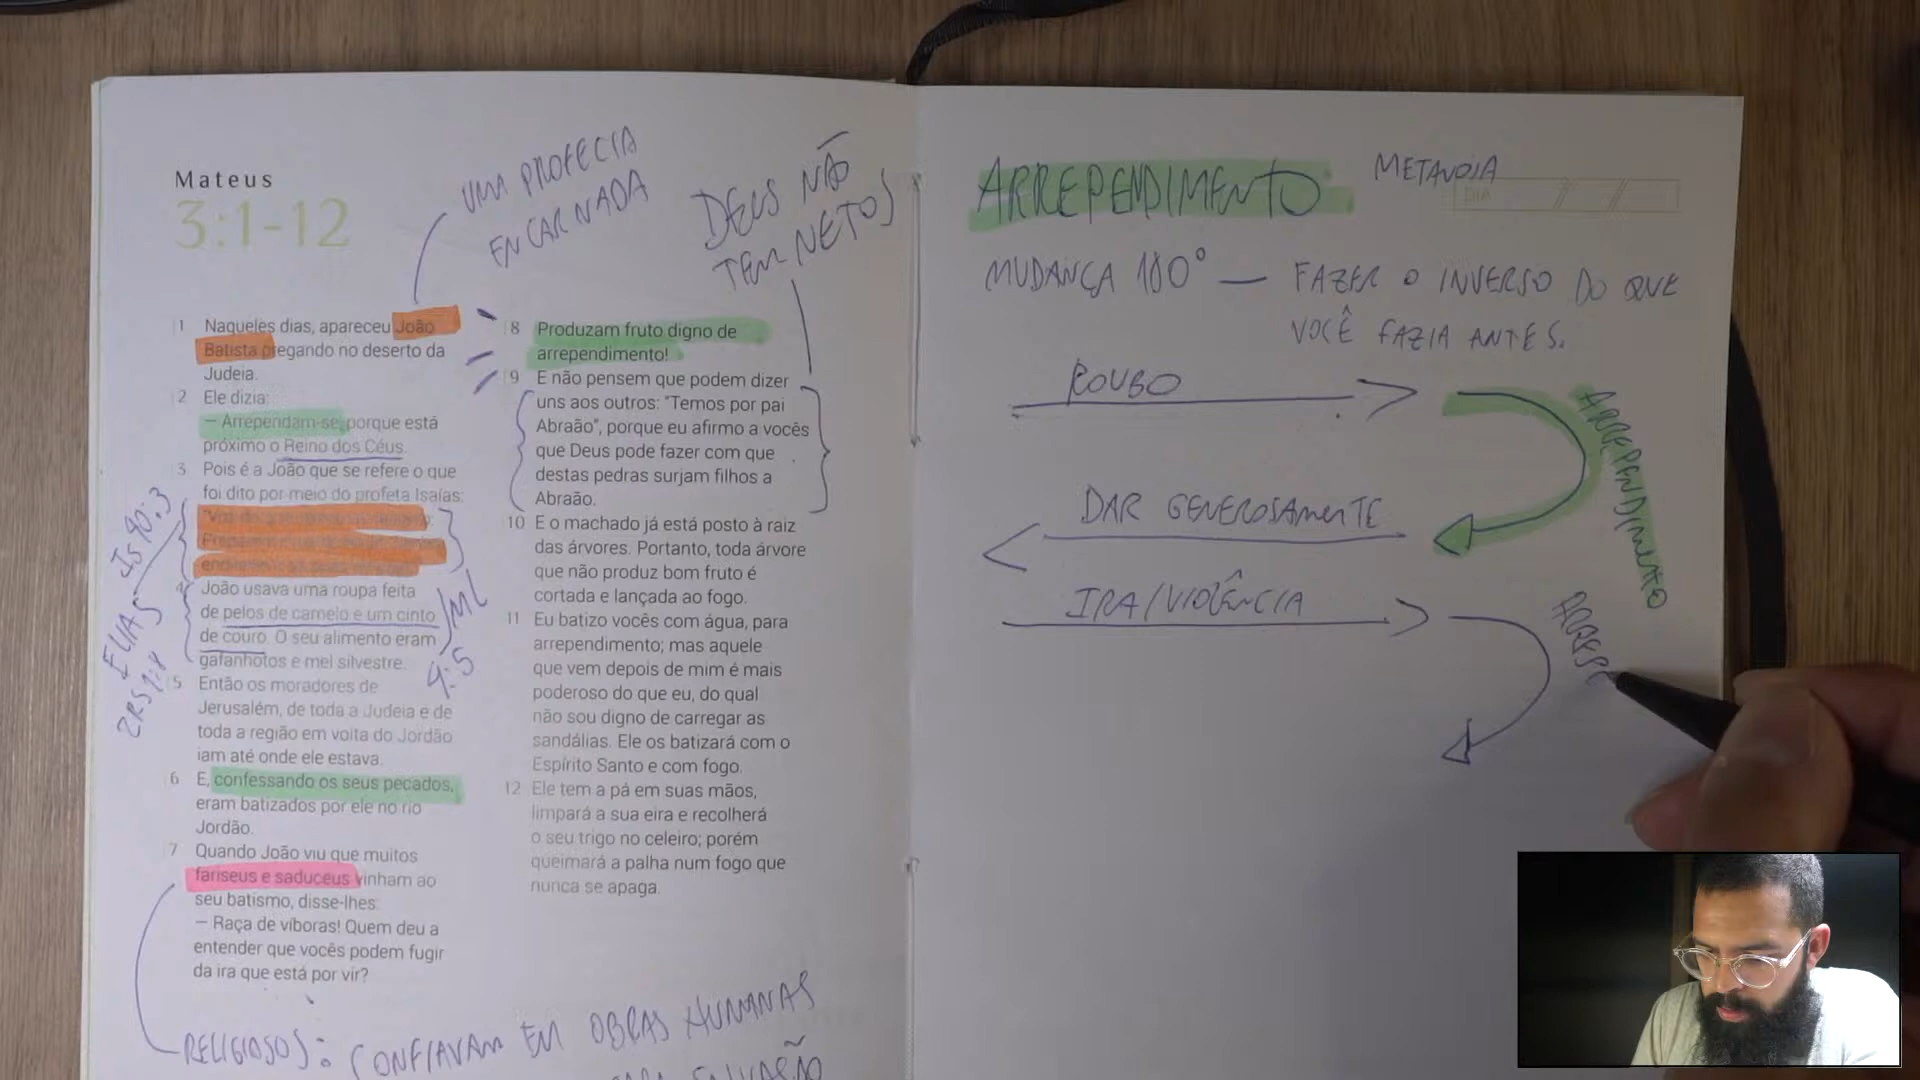 Mateus
3:1-12
UMA PROFECIA
ENCARNADA
DEUS NÃO
TEM NETOS
1 Naqueles dias, apareceu João
Batista pregando no deserto da
Judeia.
2 Ele dizia:
— Arrependam-se, porque está
próximo o Reino dos Céus.
3 Pois é a João que se refere o que
foi dito por meio do profeta Isaías:
4 João usava uma roupa feita
de pelos de camelo e um cinto
de couro. O seu alimento eram
gafanhotos e mel silvestre.
5 Então os moradores de
Jerusalém, de toda a Judeia e de
toda a região em volta do Jordão
iam até onde ele estava.
6 E, confessando os seus pecados,
eram batizados por ele no rio
Jordão.
7 Quando João viu que muitos
fariseus e saduceus vinham ao
seu batismo, disse-lhes:
— Raça de víboras! Quem deu a
entender que vocês podem fugir
da ira que está por vir?
Is 40:3
ELIAS
2RS 1:8
ML
4:5
RELIGIOSOS: CONFIAVAM EM OBRAS HUMANAS
SALVAÇÃO
8 Produzam fruto digno de
arrependimento!
9 E não pensem que podem dizer
uns aos outros: "Temos por pai
Abraão", porque eu afirmo a vocês
que Deus pode fazer com que
destas pedras surjam filhos a
Abraão.
10 E o machado já está posto à raiz
das árvores. Portanto, toda árvore
que não produz bom fruto é
cortada e lançada ao fogo.
11 Eu batizo vocês com água, para
arrependimento; mas aquele
que vem depois de mim é mais
poderoso do que eu, do qual
não sou digno de carregar as
sandálias. Ele os batizará com o
Espírito Santo e com fogo.
12 Ele tem a pá em suas mãos,
limpará a sua eira e recolherá
o seu trigo no celeiro; porém
queimará a palha num fogo que
nunca se apaga.
ARREPENDIMENTO
METANOIA
DIA / /
MUDANÇA 180° — FAZER O INVERSO DO QUE
VOCÊ FAZIA ANTES.
ROUBO
ARREPENDIMENTO
DAR GENEROSAMENTE
IRA/VIOLÊNCIA